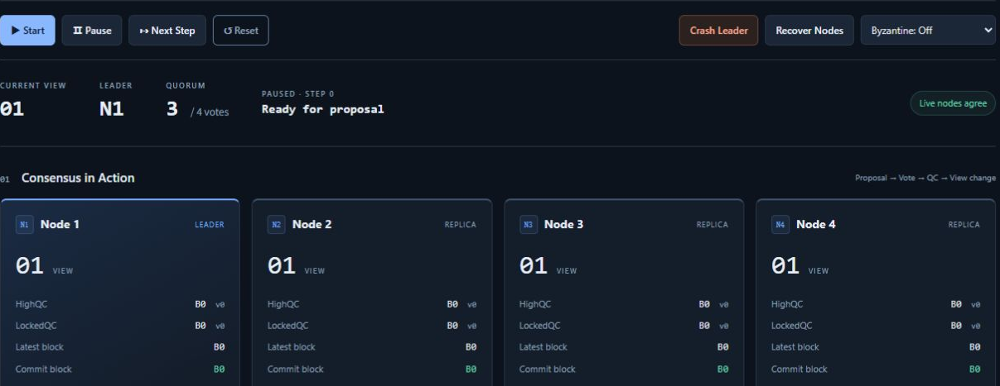 ▶ Start  Pause ↦ Next Step ↺ Reset Crash Leader Recover Nodes Byzantine: Off
CURRENT VIEW LEADER QUORUM
01 N1 3 / 4 votes
PAUSED · STEP 0
Ready for proposal
Live nodes agree
01 Consensus in Action Proposal → Vote → QC → View change
N1 Node 1 LEADER
01 VIEW
HighQC B0 v0
LockedQC B0 v0
Latest block B0
Commit block B0
N2 Node 2 REPLICA
01 VIEW
HighQC B0 v0
LockedQC B0 v0
Latest block B0
Commit block B0
N3 Node 3 REPLICA
01 VIEW
HighQC B0 v0
LockedQC B0 v0
Latest block B0
Commit block B0
N4 Node 4 REPLICA
01 VIEW
HighQC B0 v0
LockedQC B0 v0
Latest block B0
Commit block B0